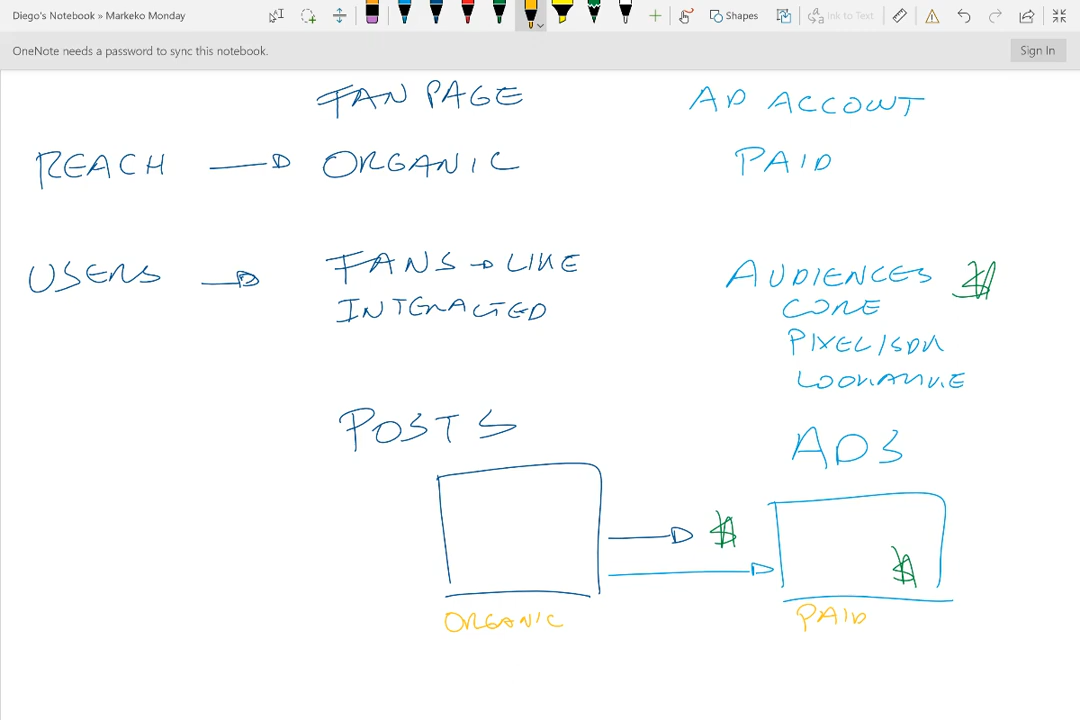 Diego's Notebook » Markeko Monday
Shapes
Ink to Text
OneNote needs a password to sync this notebook.
Sign In
FAN PAGE
AD ACCOUNT
REACH
ORGANIC
PAID
USERS
FANS → LIKE
INTERACTED
AUDIENCES $
CORE
PIXEL/SDK
LOOKALIKE
POSTS
ADS
$
$
ORGANIC
PAID